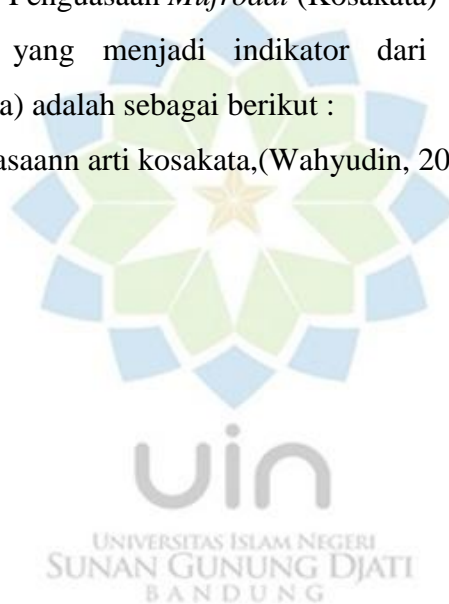 Penguasaan Mufrodat (Kosakata)
yang menjadi indikator dari
a) adalah sebagai berikut :
asaann arti kosakata,(Wahyudin, 20
uin
UNIVERSITAS ISLAM NEGERI
SUNAN GUNUNG DJATI
BANDUNG